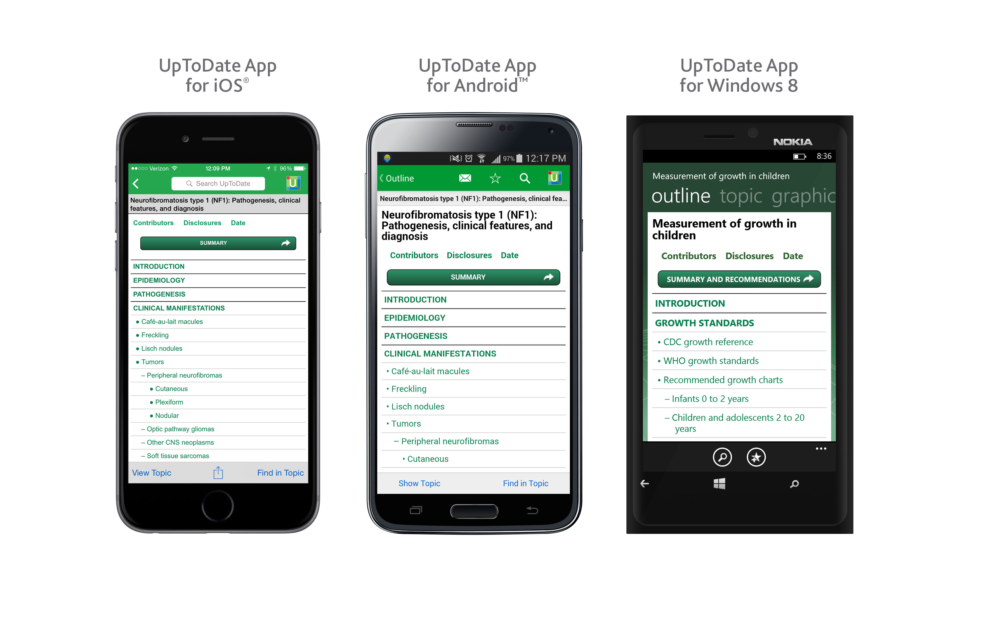 UpToDate App
for iOS®
UpToDate App
for Android™
UpToDate App
for Windows 8
Verizon 12:09 PM 96%
Search UpToDate
U
Neurofibromatosis type 1 (NF1): Pathogenesis, clinical
features, and diagnosis
Contributors Disclosures Date
SUMMARY
INTRODUCTION
EPIDEMIOLOGY
PATHOGENESIS
CLINICAL MANIFESTATIONS
● Café-au-lait macules
● Freckling
● Lisch nodules
● Tumors
– Peripheral neurofibromas
● Cutaneous
● Plexiform
● Nodular
– Optic pathway gliomas
– Other CNS neoplasms
– Soft tissue sarcomas
View Topic Find in Topic
97% 12:17 PM
Outline U
Neurofibromatosis type 1 (NF1): Pathogenesis, clinical fea...
Neurofibromatosis type 1 (NF1):
Pathogenesis, clinical features, and
diagnosis
Contributors Disclosures Date
SUMMARY
INTRODUCTION
EPIDEMIOLOGY
PATHOGENESIS
CLINICAL MANIFESTATIONS
• Café-au-lait macules
• Freckling
• Lisch nodules
• Tumors
– Peripheral neurofibromas
• Cutaneous
Show Topic Find in Topic
NOKIA
8:36
Measurement of growth in children
outline topic graphic
Measurement of growth in
children
Contributors Disclosures Date
SUMMARY AND RECOMMENDATIONS
INTRODUCTION
GROWTH STANDARDS
• CDC growth reference
• WHO growth standards
• Recommended growth charts
– Infants 0 to 2 years
– Children and adolescents 2 to 20
years